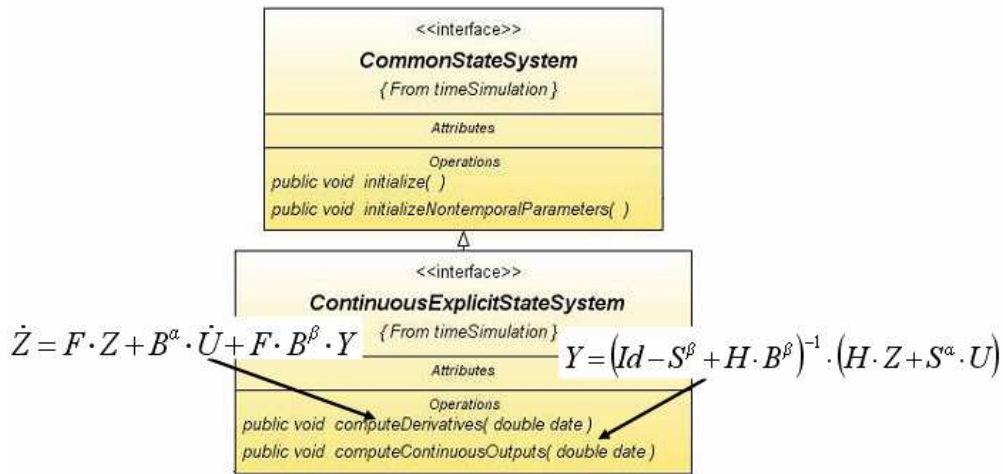 <<interface>>
CommonStateSystem
{ From timeSimulation }
Attributes
Operations
public void initialize( )
public void initializeNontemporalParameters( )
<<interface>>
ContinuousExplicitStateSystem
{ From timeSimulation }
Ż = F · Z + B^α · U̇ + F · B^β · Y
Y = (Id − S^β + H · B^β)^−1 · (H · Z + S^α · U)
Attributes
Operations
public void computeDerivatives( double date )
public void computeContinuousOutputs( double date )